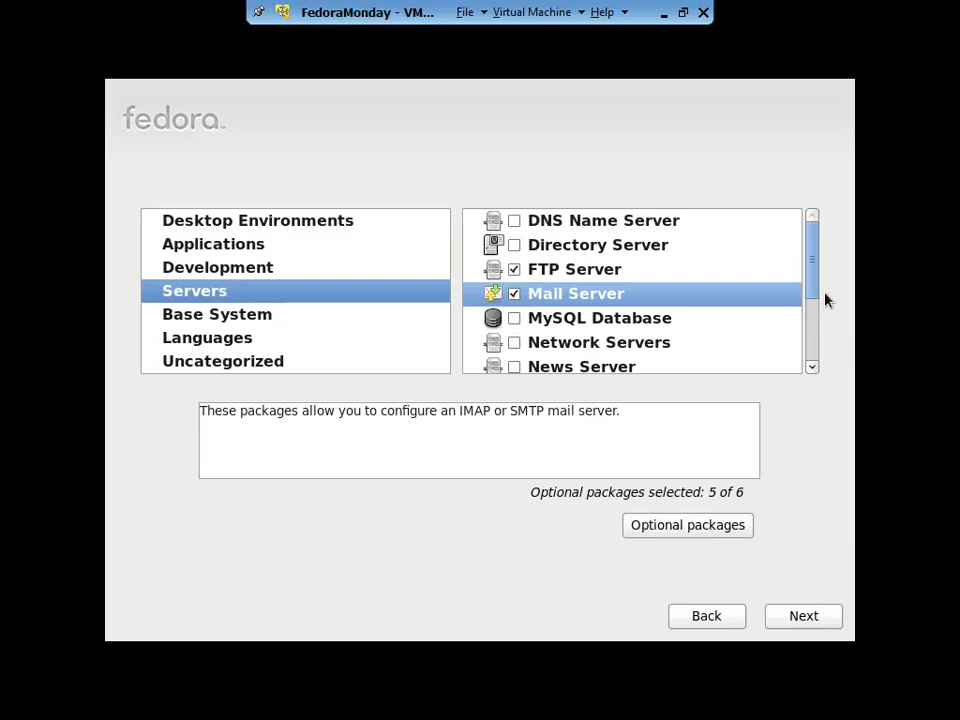 FedoraMonday - VM... File Virtual Machine Help
fedora
Desktop Environments
Applications
Development
Servers
Base System
Languages
Uncategorized
DNS Name Server
Directory Server
FTP Server
Mail Server
MySQL Database
Network Servers
News Server
These packages allow you to configure an IMAP or SMTP mail server.
Optional packages selected: 5 of 6
Optional packages
Back Next